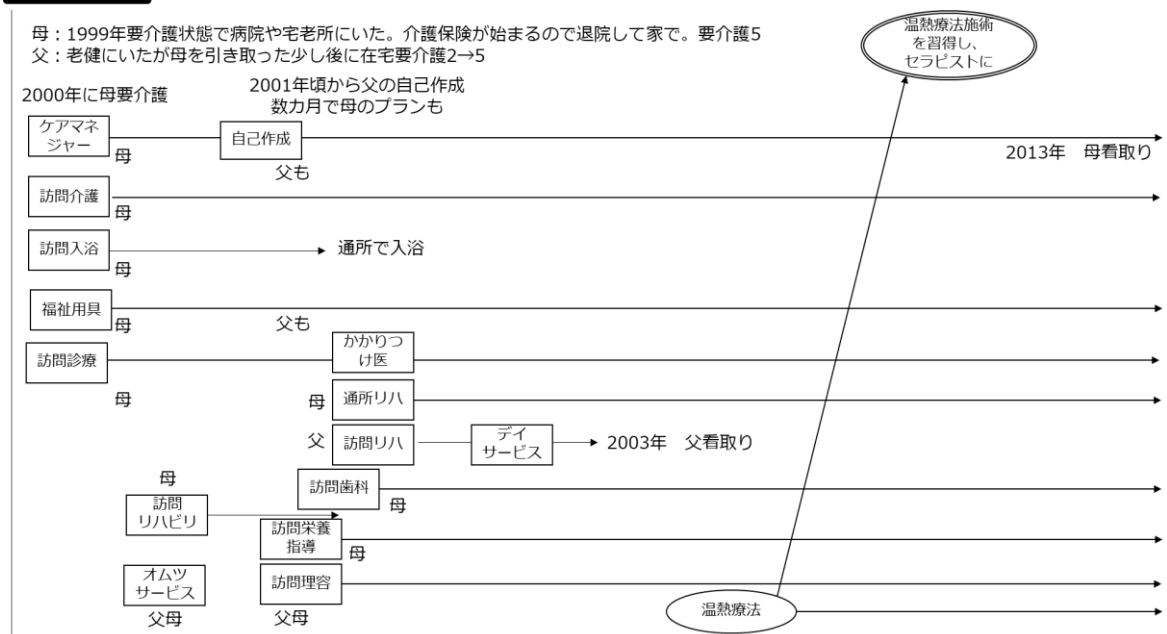 母：1999年要介護状態で病院や宅老所にいた。介護保険が始まるので退院して家で。要介護5
父：老健にいたが母を引き取った少し後に在宅要介護2→5
温熱療法施術
を習得し、
セラピストに
2000年に母要介護
2001年頃から父の自己作成
数カ月で母のプランも
ケアマネ
ジャー
母
自己作成
父も
2013年　母看取り
訪問介護
母
訪問入浴
母
通所で入浴
福祉用具
母
父も
訪問診療
母
かかりつ
け医
母
通所リハ
父
訪問リハ
デイ
サービス
2003年　父看取り
訪問歯科
母
母
訪問
リハビリ
訪問栄養
指導
母
オムツ
サービス
父母
訪問理容
父母
温熱療法